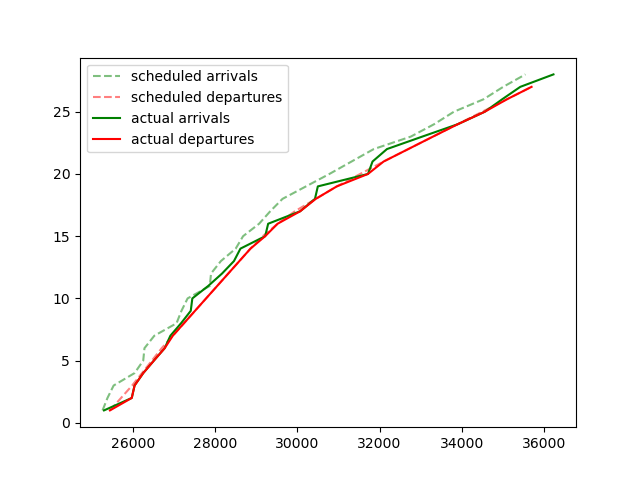 scheduled arrivals
scheduled departures
actual arrivals
actual departures
25
20
15
10
5
0
26000 28000 30000 32000 34000 36000